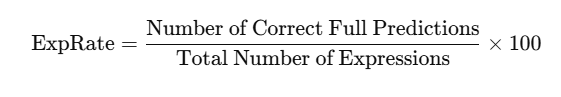 ExpRate = Number of Correct Full Predictions / Total Number of Expressions × 100